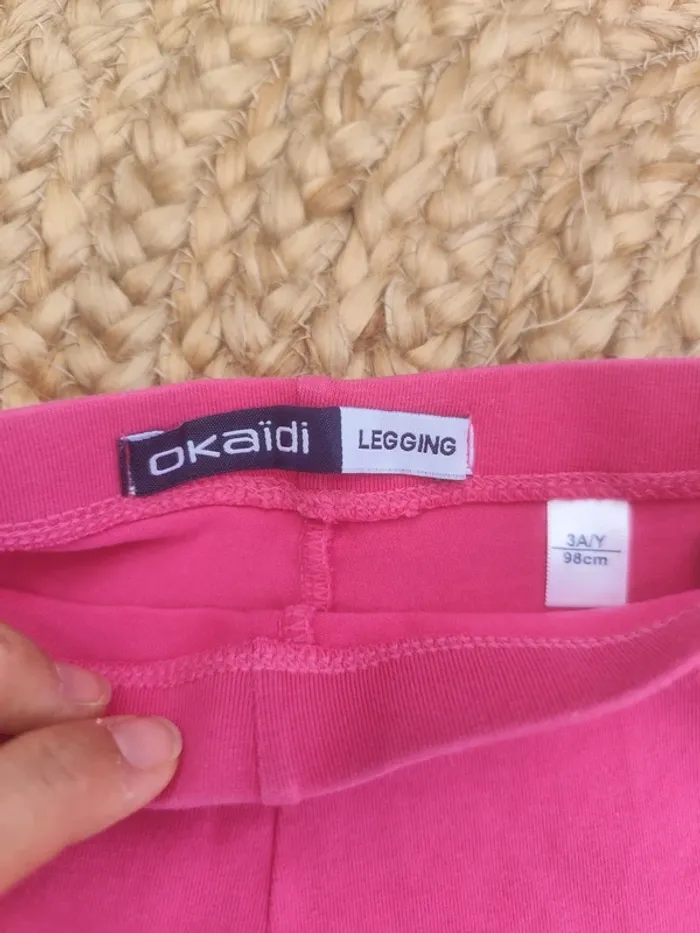 OKaïdi
LEGGING
3A/Y
98cm